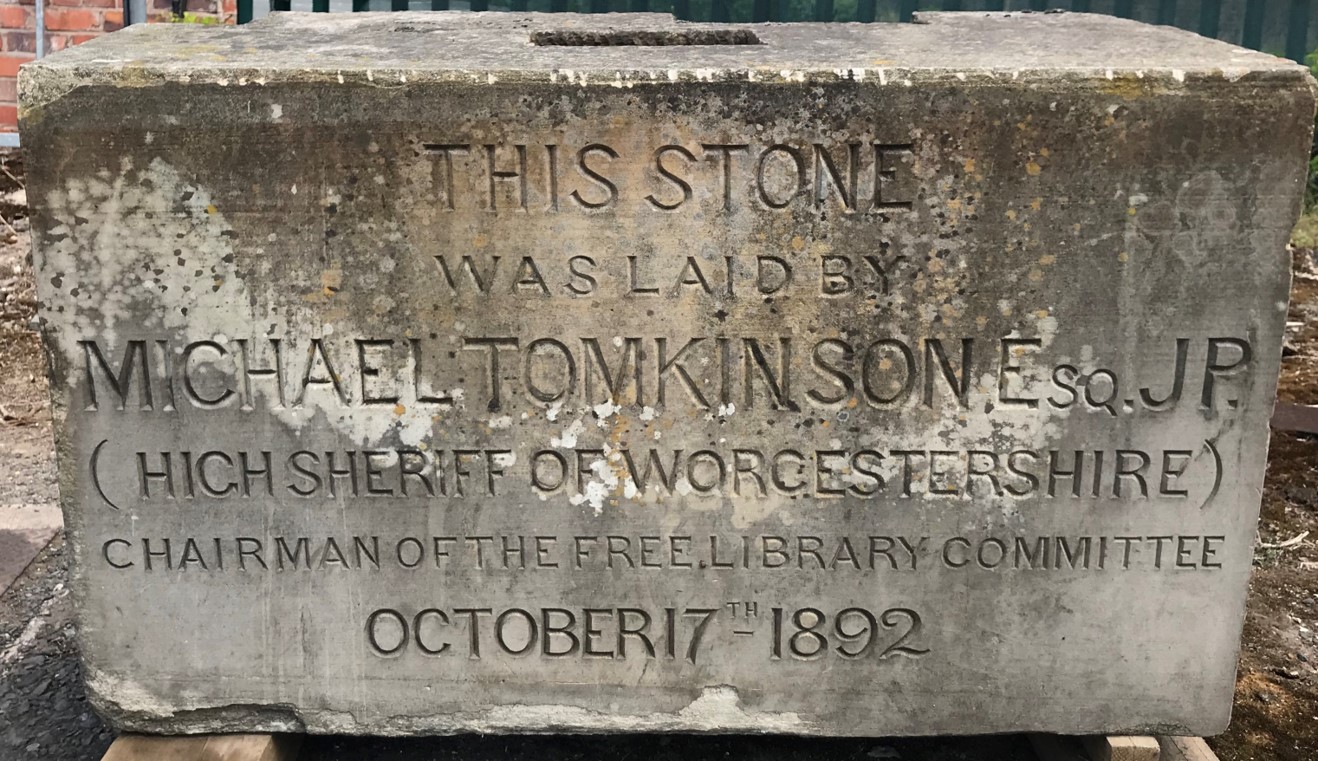 THIS STONE
WAS LAID BY
MICHAEL TOMKINSON ESQ. J.P.
(HIGH SHERIFF OF WORCESTERSHIRE)
CHAIRMAN OF THE FREE.LIBRARY COMMITTEE
OCTOBER 17TH 1892